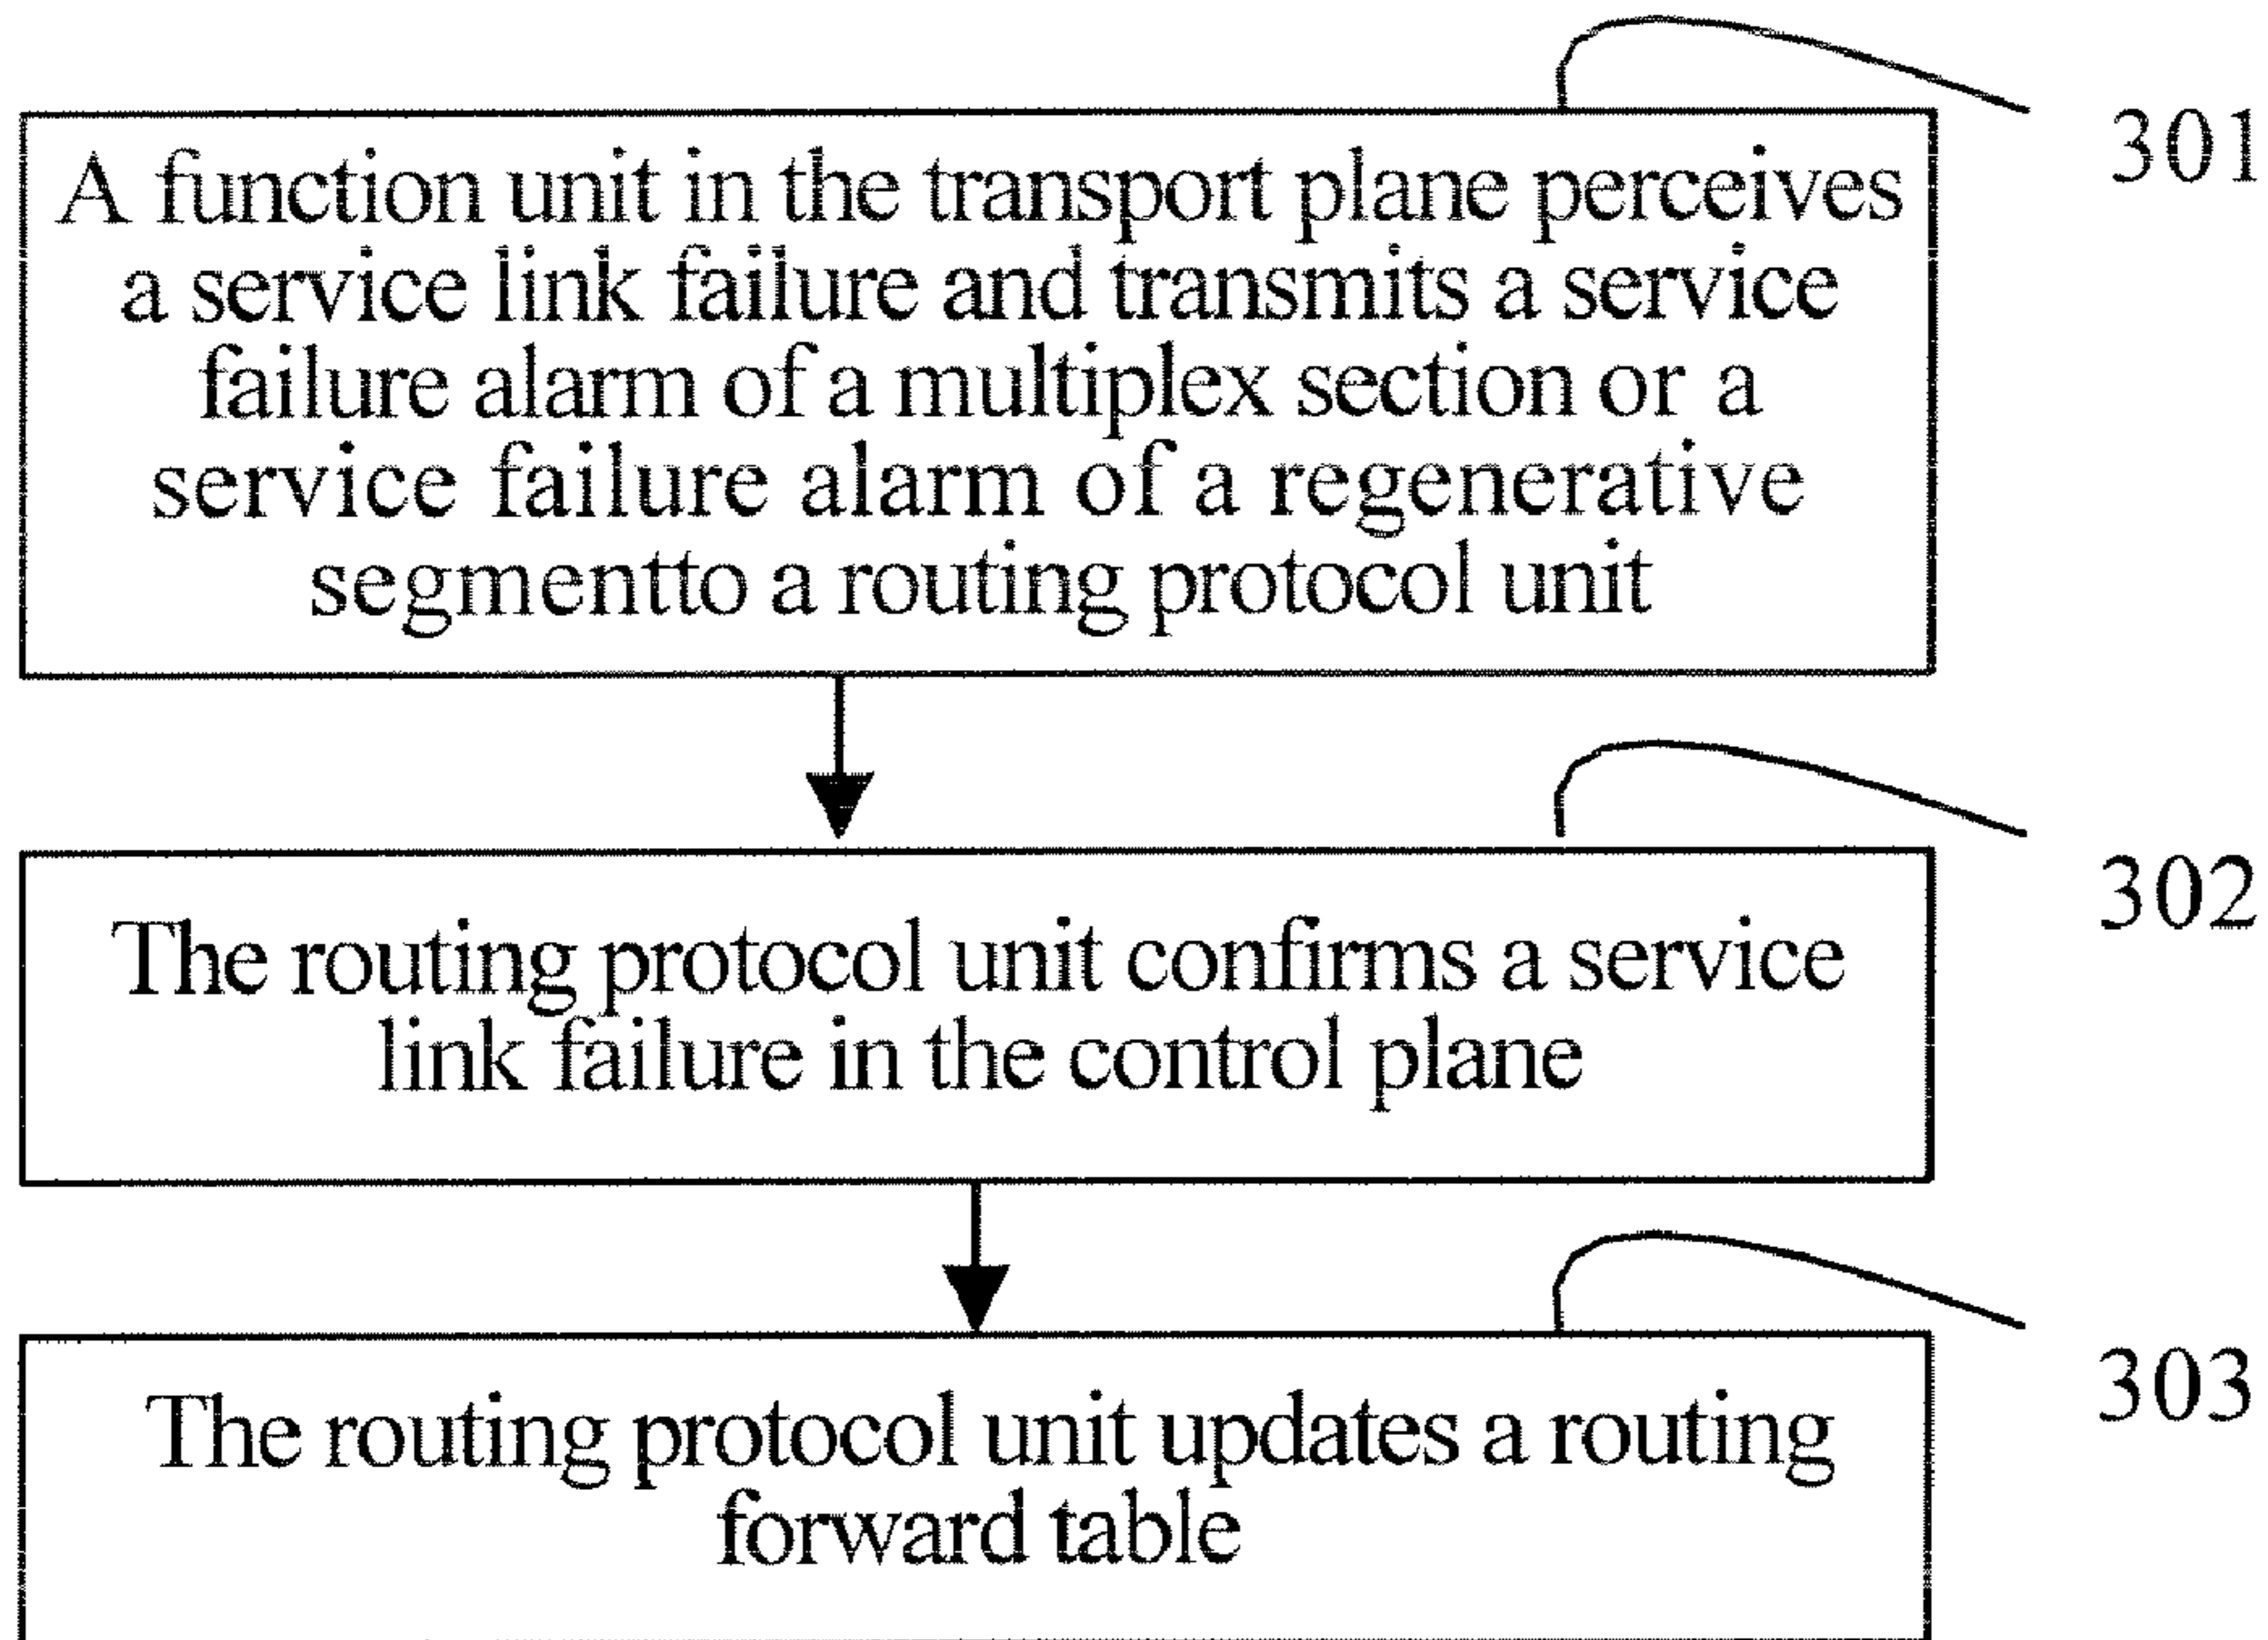 301
A function unit in the transport plane perceives
a service link failure and transmits a service
failure alarm of a multiplex section or a
service failure alarm of a regenerative
segmentto a routing protocol unit
302
The routing protocol unit confirms a service
link failure in the control plane
303
The routing protocol unit updates a routing
forward table